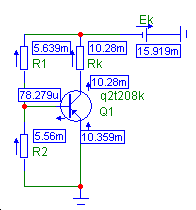 Ek
5.639m
10.28m
15.919m
R1
Rk
10.28m
78.279u
q2t208k
Q1
5.56m
10.359m
R2